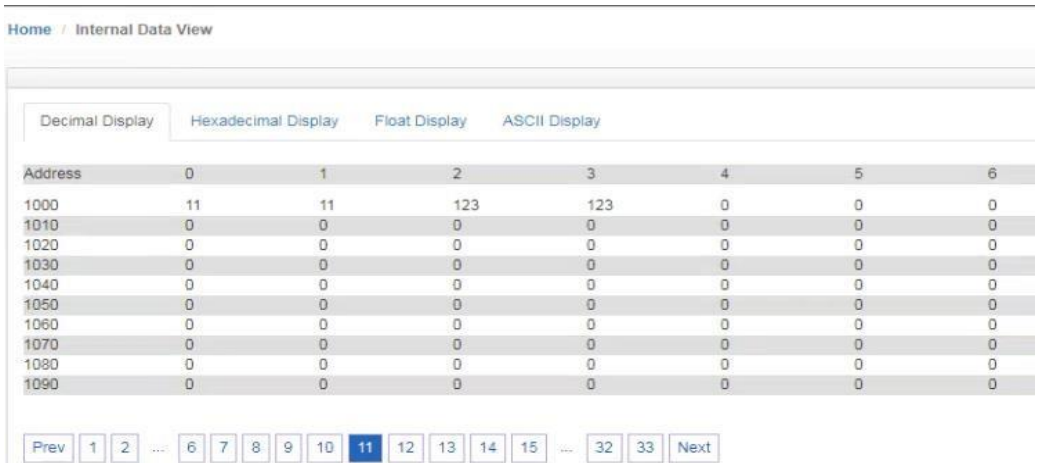 Home / Internal Data View
Decimal Display Hexadecimal Display Float Display ASCII Display
Address 0 1 2 3 4 5 6
1000 11 11 123 123 0 0 0
1010 0 0 0 0 0 0 0
1020 0 0 0 0 0 0 0
1030 0 0 0 0 0 0 0
1040 0 0 0 0 0 0 0
1050 0 0 0 0 0 0 0
1060 0 0 0 0 0 0 0
1070 0 0 0 0 0 0 0
1080 0 0 0 0 0 0 0
1090 0 0 0 0 0 0 0
Prev 1 2 ... 6 7 8 9 10 11 12 13 14 15 ... 32 33 Next